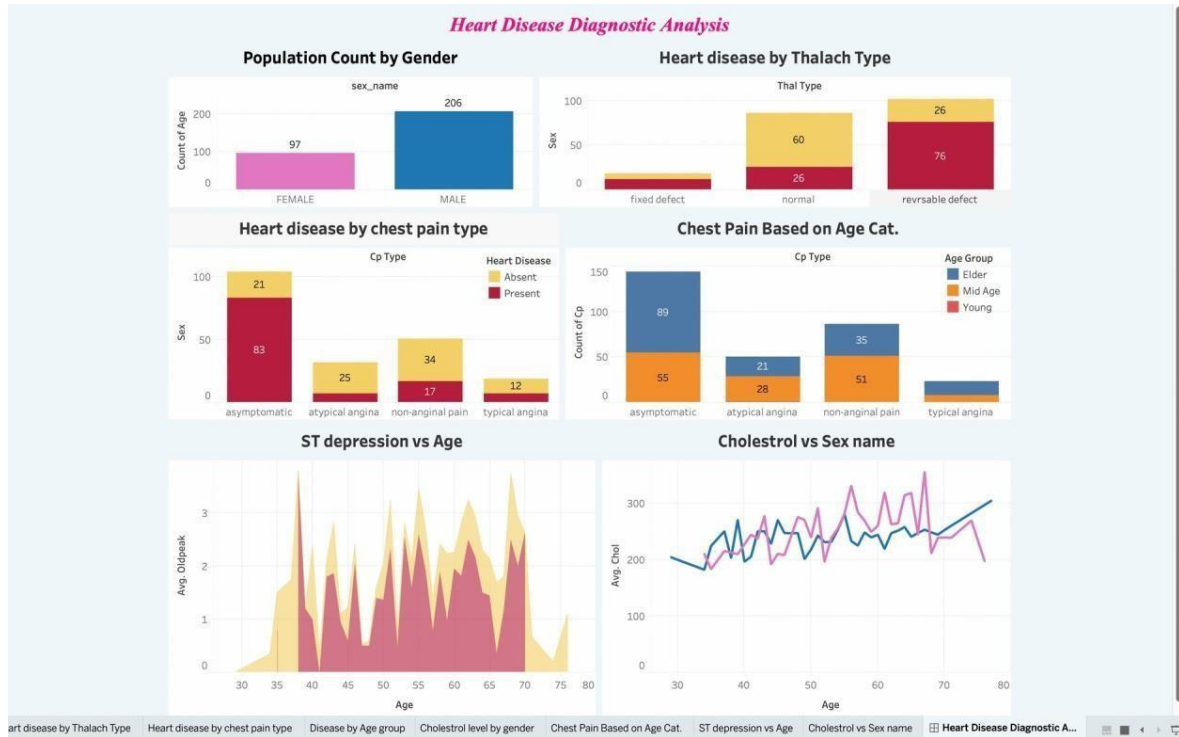 Heart Disease Diagnostic Analysis
Population Count by Gender
sex_name
Count of Age
200
100
0
97
206
FEMALE
MALE
Heart disease by Thalach Type
Thal Type
Sex
100
50
0
60
26
26
76
fixed defect
normal
revrsable defect
Heart disease by chest pain type
Cp Type
Heart Disease
Absent
Present
Sex
100
50
0
21
83
25
34
17
12
asymptomatic
atypical angina
non-anginal pain
typical angina
Chest Pain Based on Age Cat.
Cp Type
Age Group
Elder
Mid Age
Young
Count of Cp
150
100
50
0
89
55
21
28
35
51
asymptomatic
atypical angina
non-anginal pain
typical angina
ST depression vs Age
Avg. Oldpeak
3
2
1
0
30 35 40 45 50 55 60 65 70 75 80
Age
Cholestrol vs Sex name
Avg. Chol
300
200
100
0
30 40 50 60 70 80
Age
art disease by Thalach Type Heart disease by chest pain type Disease by Age group Cholestrol level by gender Chest Pain Based on Age Cat. ST depression vs Age Cholestrol vs Sex name Heart Disease Diagnostic A...